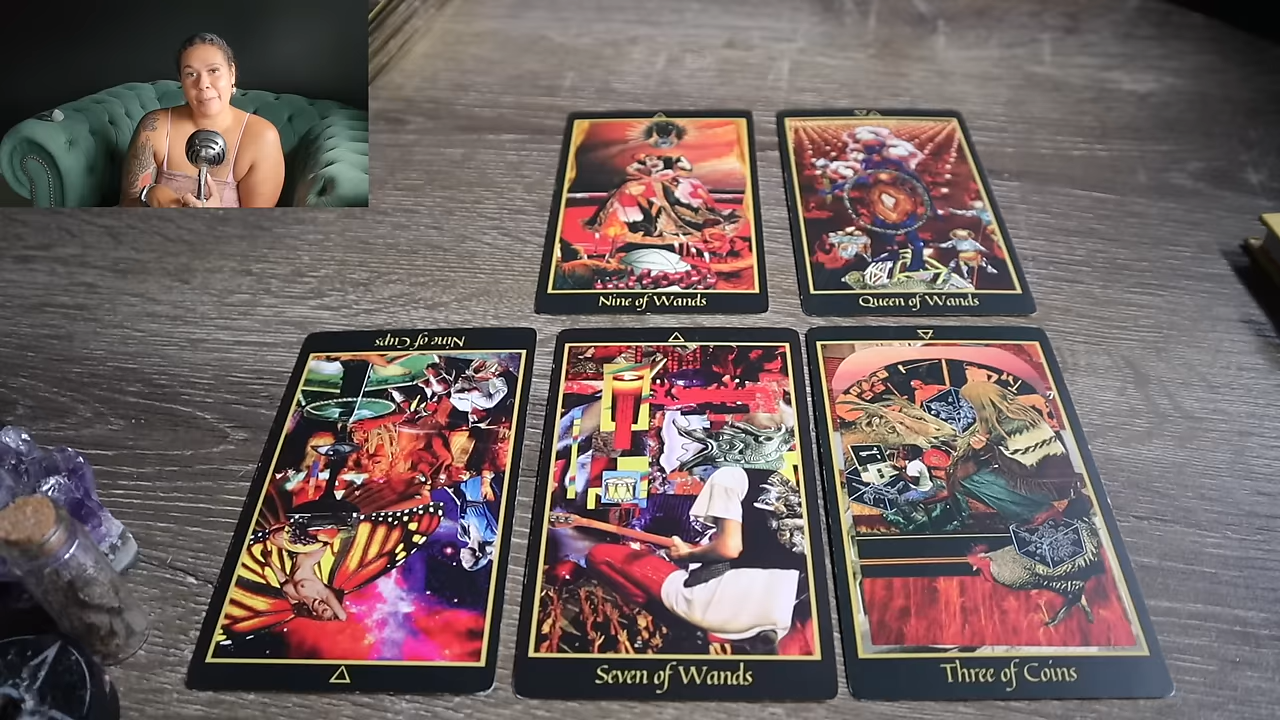 Nine of Wands
Queen of Wands
Nine of Cups
Seven of Wands
Three of Coins